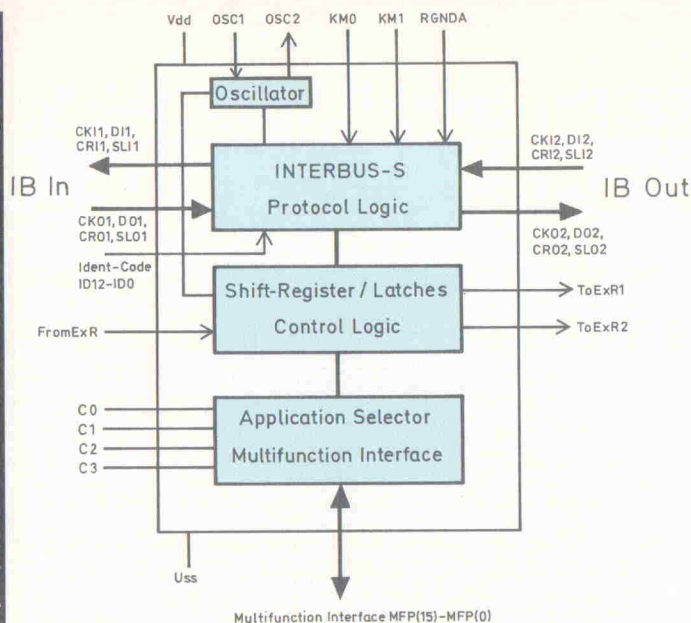 Vdd OSC1 OSC2 KM0 KM1 RGNDA
Oscillator
CKI1, DI1,
CRI1, SLI1
CKI2, DI2,
CRI2, SLI2
INTERBUS-S
Protocol Logic
IB In
IB Out
CKO1, DO1,
CRO1, SLO1
CKO2, DO2,
CRO2, SLO2
Ident-Code
ID12-ID0
Shift-Register / Latches
Control Logic
ToExR1
FromExR
ToExR2
C0
C1
C2
C3
Application Selector
Multifunction Interface
Uss
Multifunction Interface MFP(15)-MFP(0)